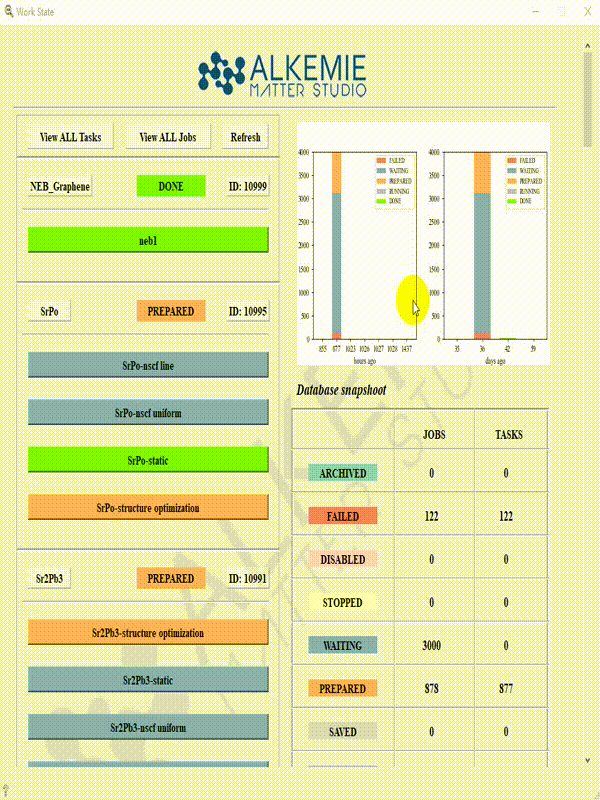 Work State
ALKEMIE
MATTER STUDIO
View ALL Tasks View ALL Jobs Refresh
NEB_Graphene DONE ID: 10999
neb1
SrPo PREPARED ID: 10995
SrPo-nscf line
SrPo-nscf uniform
SrPo-static
SrPo-structure optimization
Sr2Pb3 PREPARED ID: 10991
Sr2Pb3-structure optimization
Sr2Pb3-static
Sr2Pb3-nscf uniform
4000
3500
3000
2500
2000
1500
1000
500
0
FAILED
WAITING
PREPARED
RUNNING
DONE
855 877 1023 1026 1027 1028 1437
hours ago
4000
3500
3000
2500
2000
1500
1000
500
0
FAILED
WAITING
PREPARED
RUNNING
DONE
35 36 42 59
days ago
Database snapshoot
JOBS TASKS
ARCHIVED 0 0
FAILED 122 122
DISABLED 0 0
STOPPED 0 0
WAITING 3000 0
PREPARED 878 877
SAVED 0 0